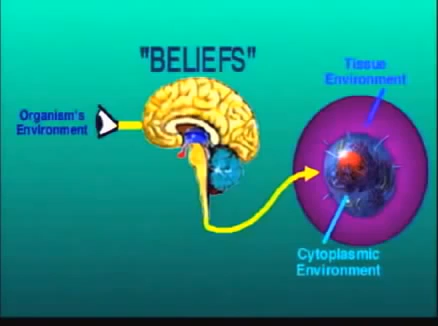 "BELIEFS"
Tissue
Environment
Organism's
Environment
Cytoplasmic
Environment